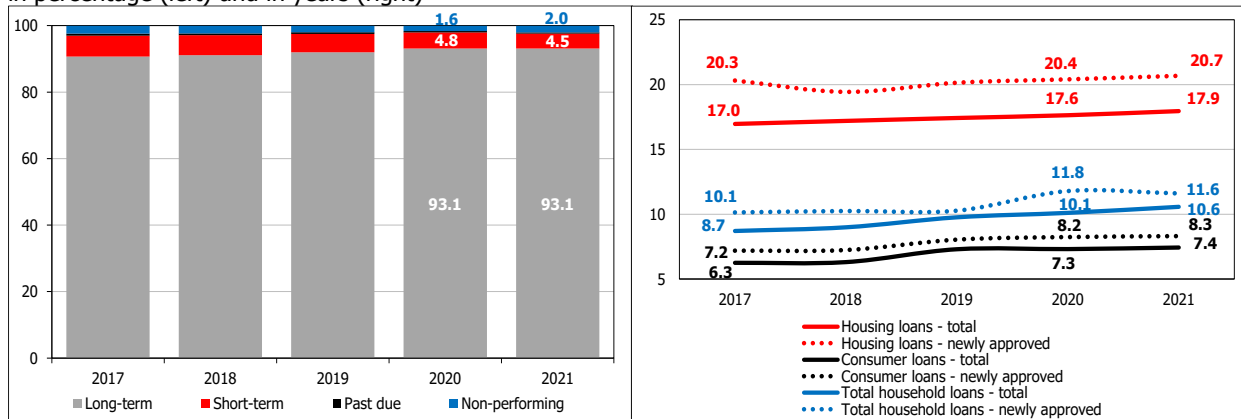 in percentage (left) and in years (right)
100
80
60
40
20
0
1.6
2.0
4.8
4.5
93.1
93.1
2017 2018 2019 2020 2021
Long-term Short-term Past due Non-performing
25
20
15
10
5
20.3 20.4 20.7
17.0 17.6 17.9
10.1 11.8 11.6
8.7 10.1 10.6
7.2 8.2 8.3
6.3 7.3 7.4
2017 2018 2019 2020 2021
Housing loans - total
Housing loans - newly approved
Consumer loans - total
Consumer loans - newly approved
Total household loans - total
Total household loans - newly approved